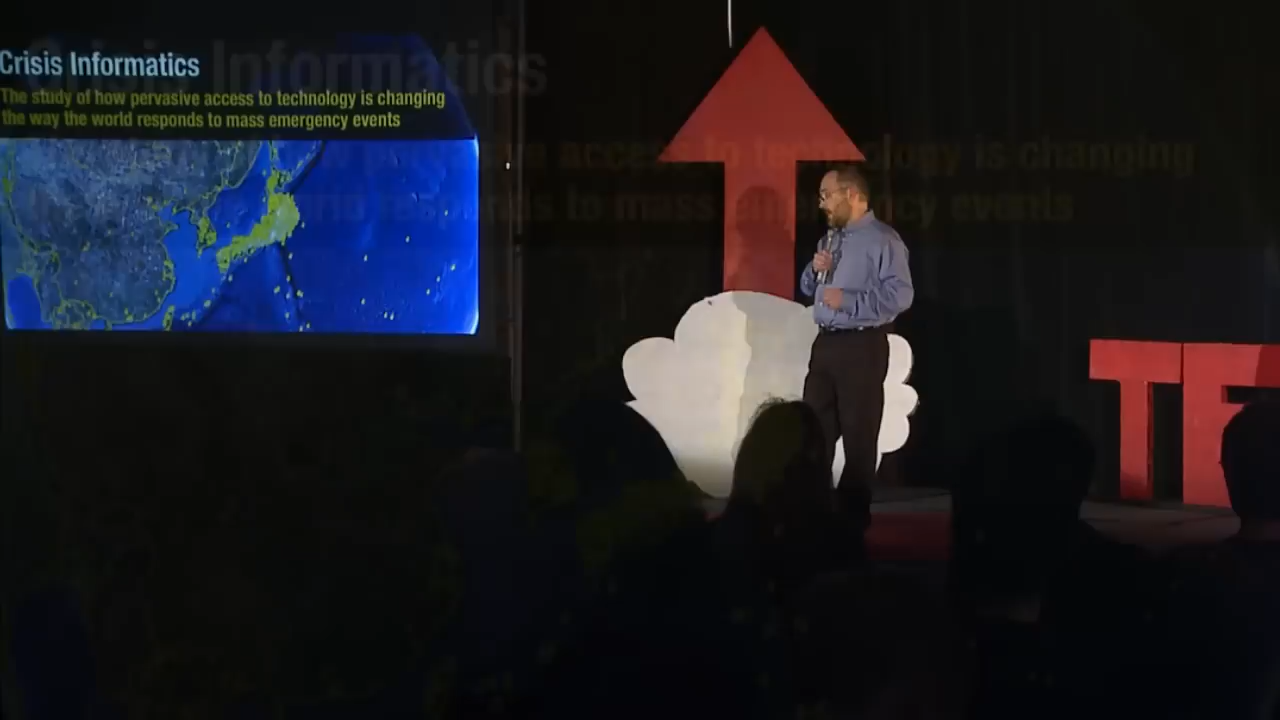 Crisis Informatics
The study of how pervasive access to technology is changing
the way the world responds to mass emergency events
TE